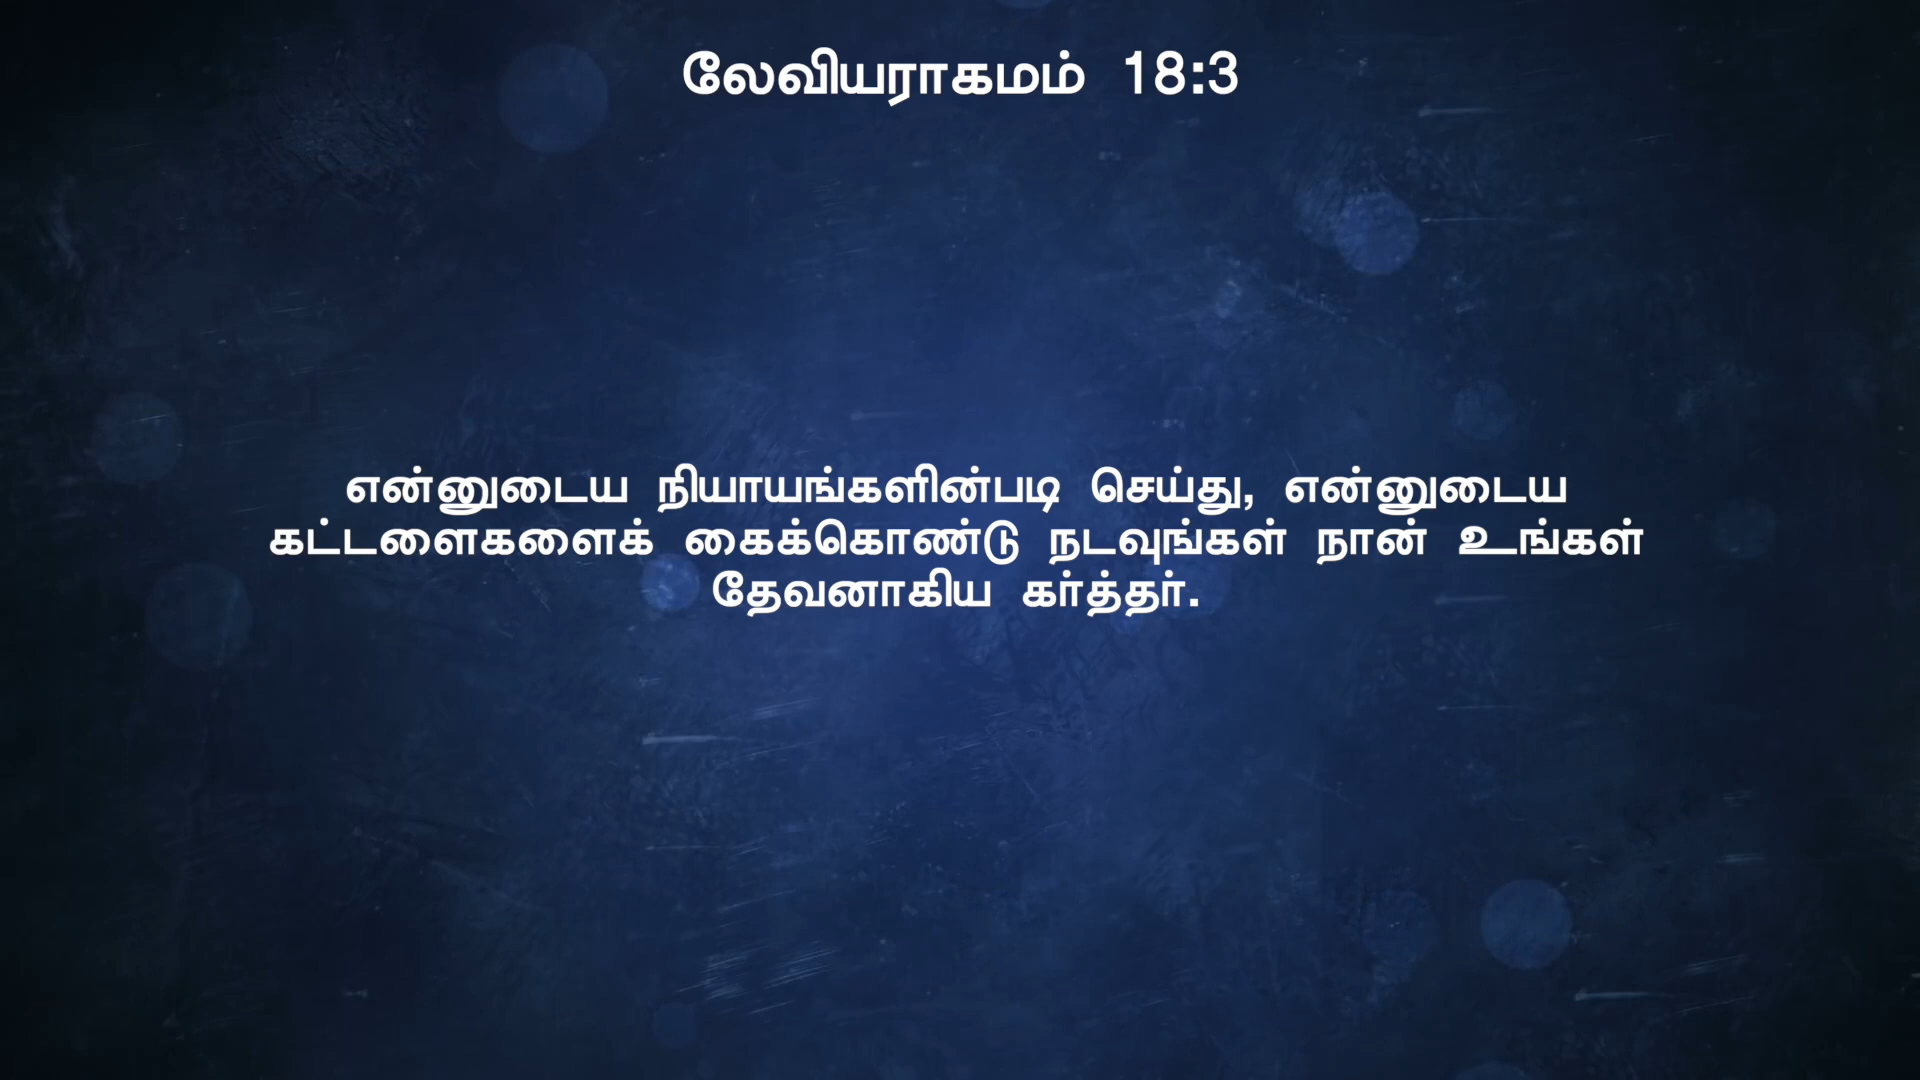 லேவியராகமம் 18:3
என்னுடைய நியாயங்களின்படி செய்து, என்னுடைய
கட்டளைகளைக் கைக்கொண்டு நடவுங்கள் நான் உங்கள்
தேவனாகிய கர்த்தர்.